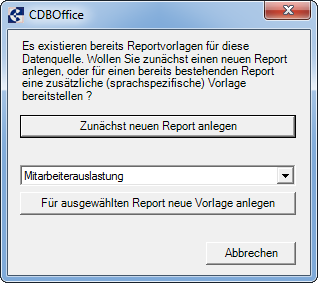 CDBOffice
Es existieren bereits Reportvorlagen für diese
Datenquelle. Wollen Sie zunächst einen neuen Report
anlegen, oder für einen bereits bestehenden Report
eine zusätzliche (sprachspezifische) Vorlage
bereitstellen ?
Zunächst neuen Report anlegen
Mitarbeiterauslastung
Für ausgewählten Report neue Vorlage anlegen
Abbrechen